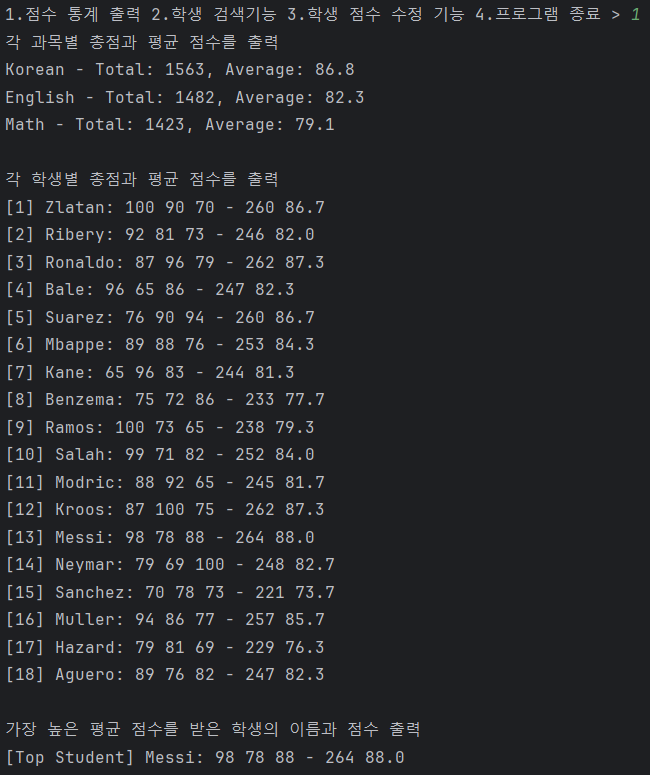 1.점수 통계 출력 2.학생 검색기능 3.학생 점수 수정 기능 4.프로그램 종료 > 1
각 과목별 총점과 평균 점수를 출력
Korean - Total: 1563, Average: 86.8
English - Total: 1482, Average: 82.3
Math - Total: 1423, Average: 79.1
각 학생별 총점과 평균 점수를 출력
[1] Zlatan: 100 90 70 - 260 86.7
[2] Ribery: 92 81 73 - 246 82.0
[3] Ronaldo: 87 96 79 - 262 87.3
[4] Bale: 96 65 86 - 247 82.3
[5] Suarez: 76 90 94 - 260 86.7
[6] Mbappe: 89 88 76 - 253 84.3
[7] Kane: 65 96 83 - 244 81.3
[8] Benzema: 75 72 86 - 233 77.7
[9] Ramos: 100 73 65 - 238 79.3
[10] Salah: 99 71 82 - 252 84.0
[11] Modric: 88 92 65 - 245 81.7
[12] Kroos: 87 100 75 - 262 87.3
[13] Messi: 98 78 88 - 264 88.0
[14] Neymar: 79 69 100 - 248 82.7
[15] Sanchez: 70 78 73 - 221 73.7
[16] Muller: 94 86 77 - 257 85.7
[17] Hazard: 79 81 69 - 229 76.3
[18] Aguero: 89 76 82 - 247 82.3
가장 높은 평균 점수를 받은 학생의 이름과 점수 출력
[Top Student] Messi: 98 78 88 - 264 88.0